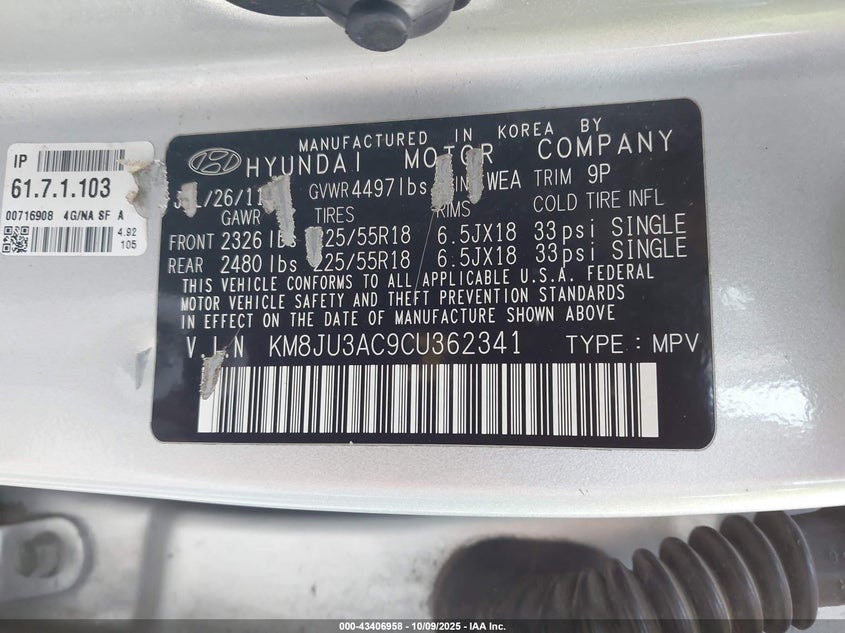 IP
61.7.1.103
00716908 4G/NA SF A
4.92
105
MANUFACTURED IN KOREA BY
HYUNDAI MOTOR COMPANY
/26/11 GVWR 4497lbs WEA TRIM 9P
GAWR TIRES RIMS COLD TIRE INFL
FRONT 2326 lbs 225/55R18 6.5JX18 33psi SINGLE
REAR 2480 lbs 225/55R18 6.5JX18 33psi SINGLE
THIS VEHICLE CONFORMS TO ALL APPLICABLE U.S.A. FEDERAL
MOTOR VEHICLE SAFETY AND THEFT PREVENTION STANDARDS
IN EFFECT ON THE DATE OF MANUFACTURE SHOWN ABOVE
V.I.N KM8JU3AC9CU362341 TYPE : MPV
000-43406958 - 10/09/2025 - IAA Inc.